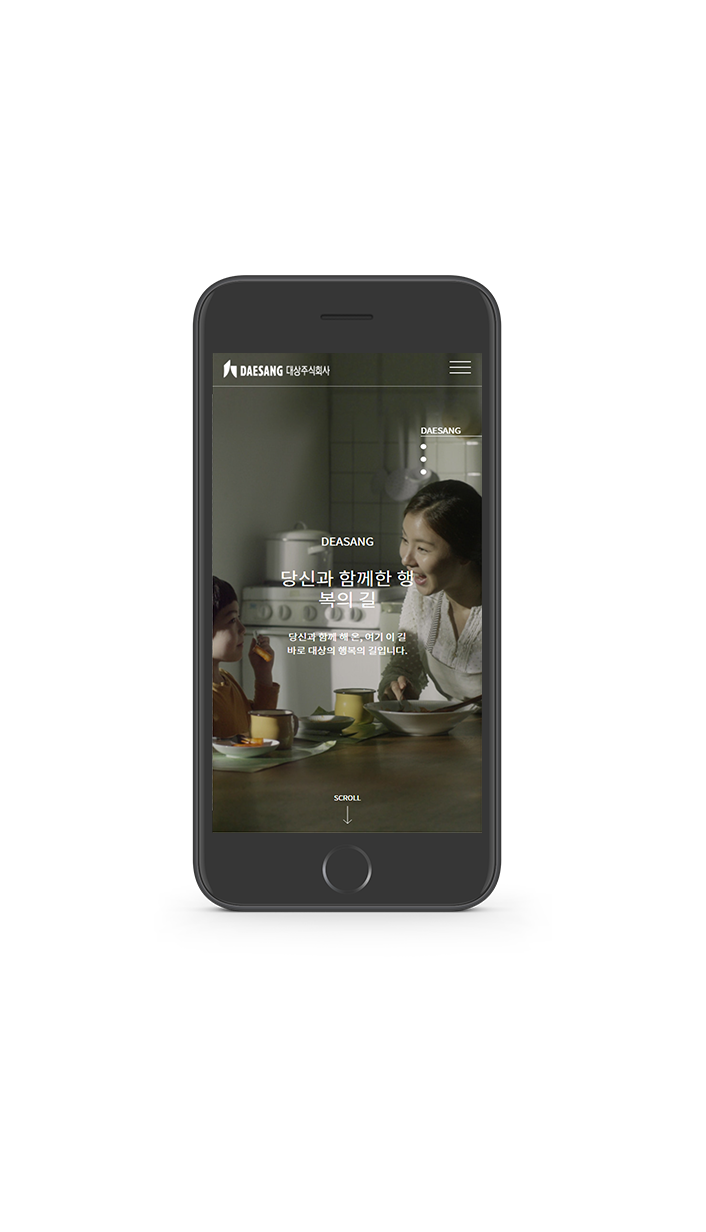 DAESANG 대상주식회사
DAESANG
DEASANG
당신과 함께한 행
복의 길
당신과 함께 해 온, 여기 이 길
바로 대상의 행복의 길입니다.
SCROLL